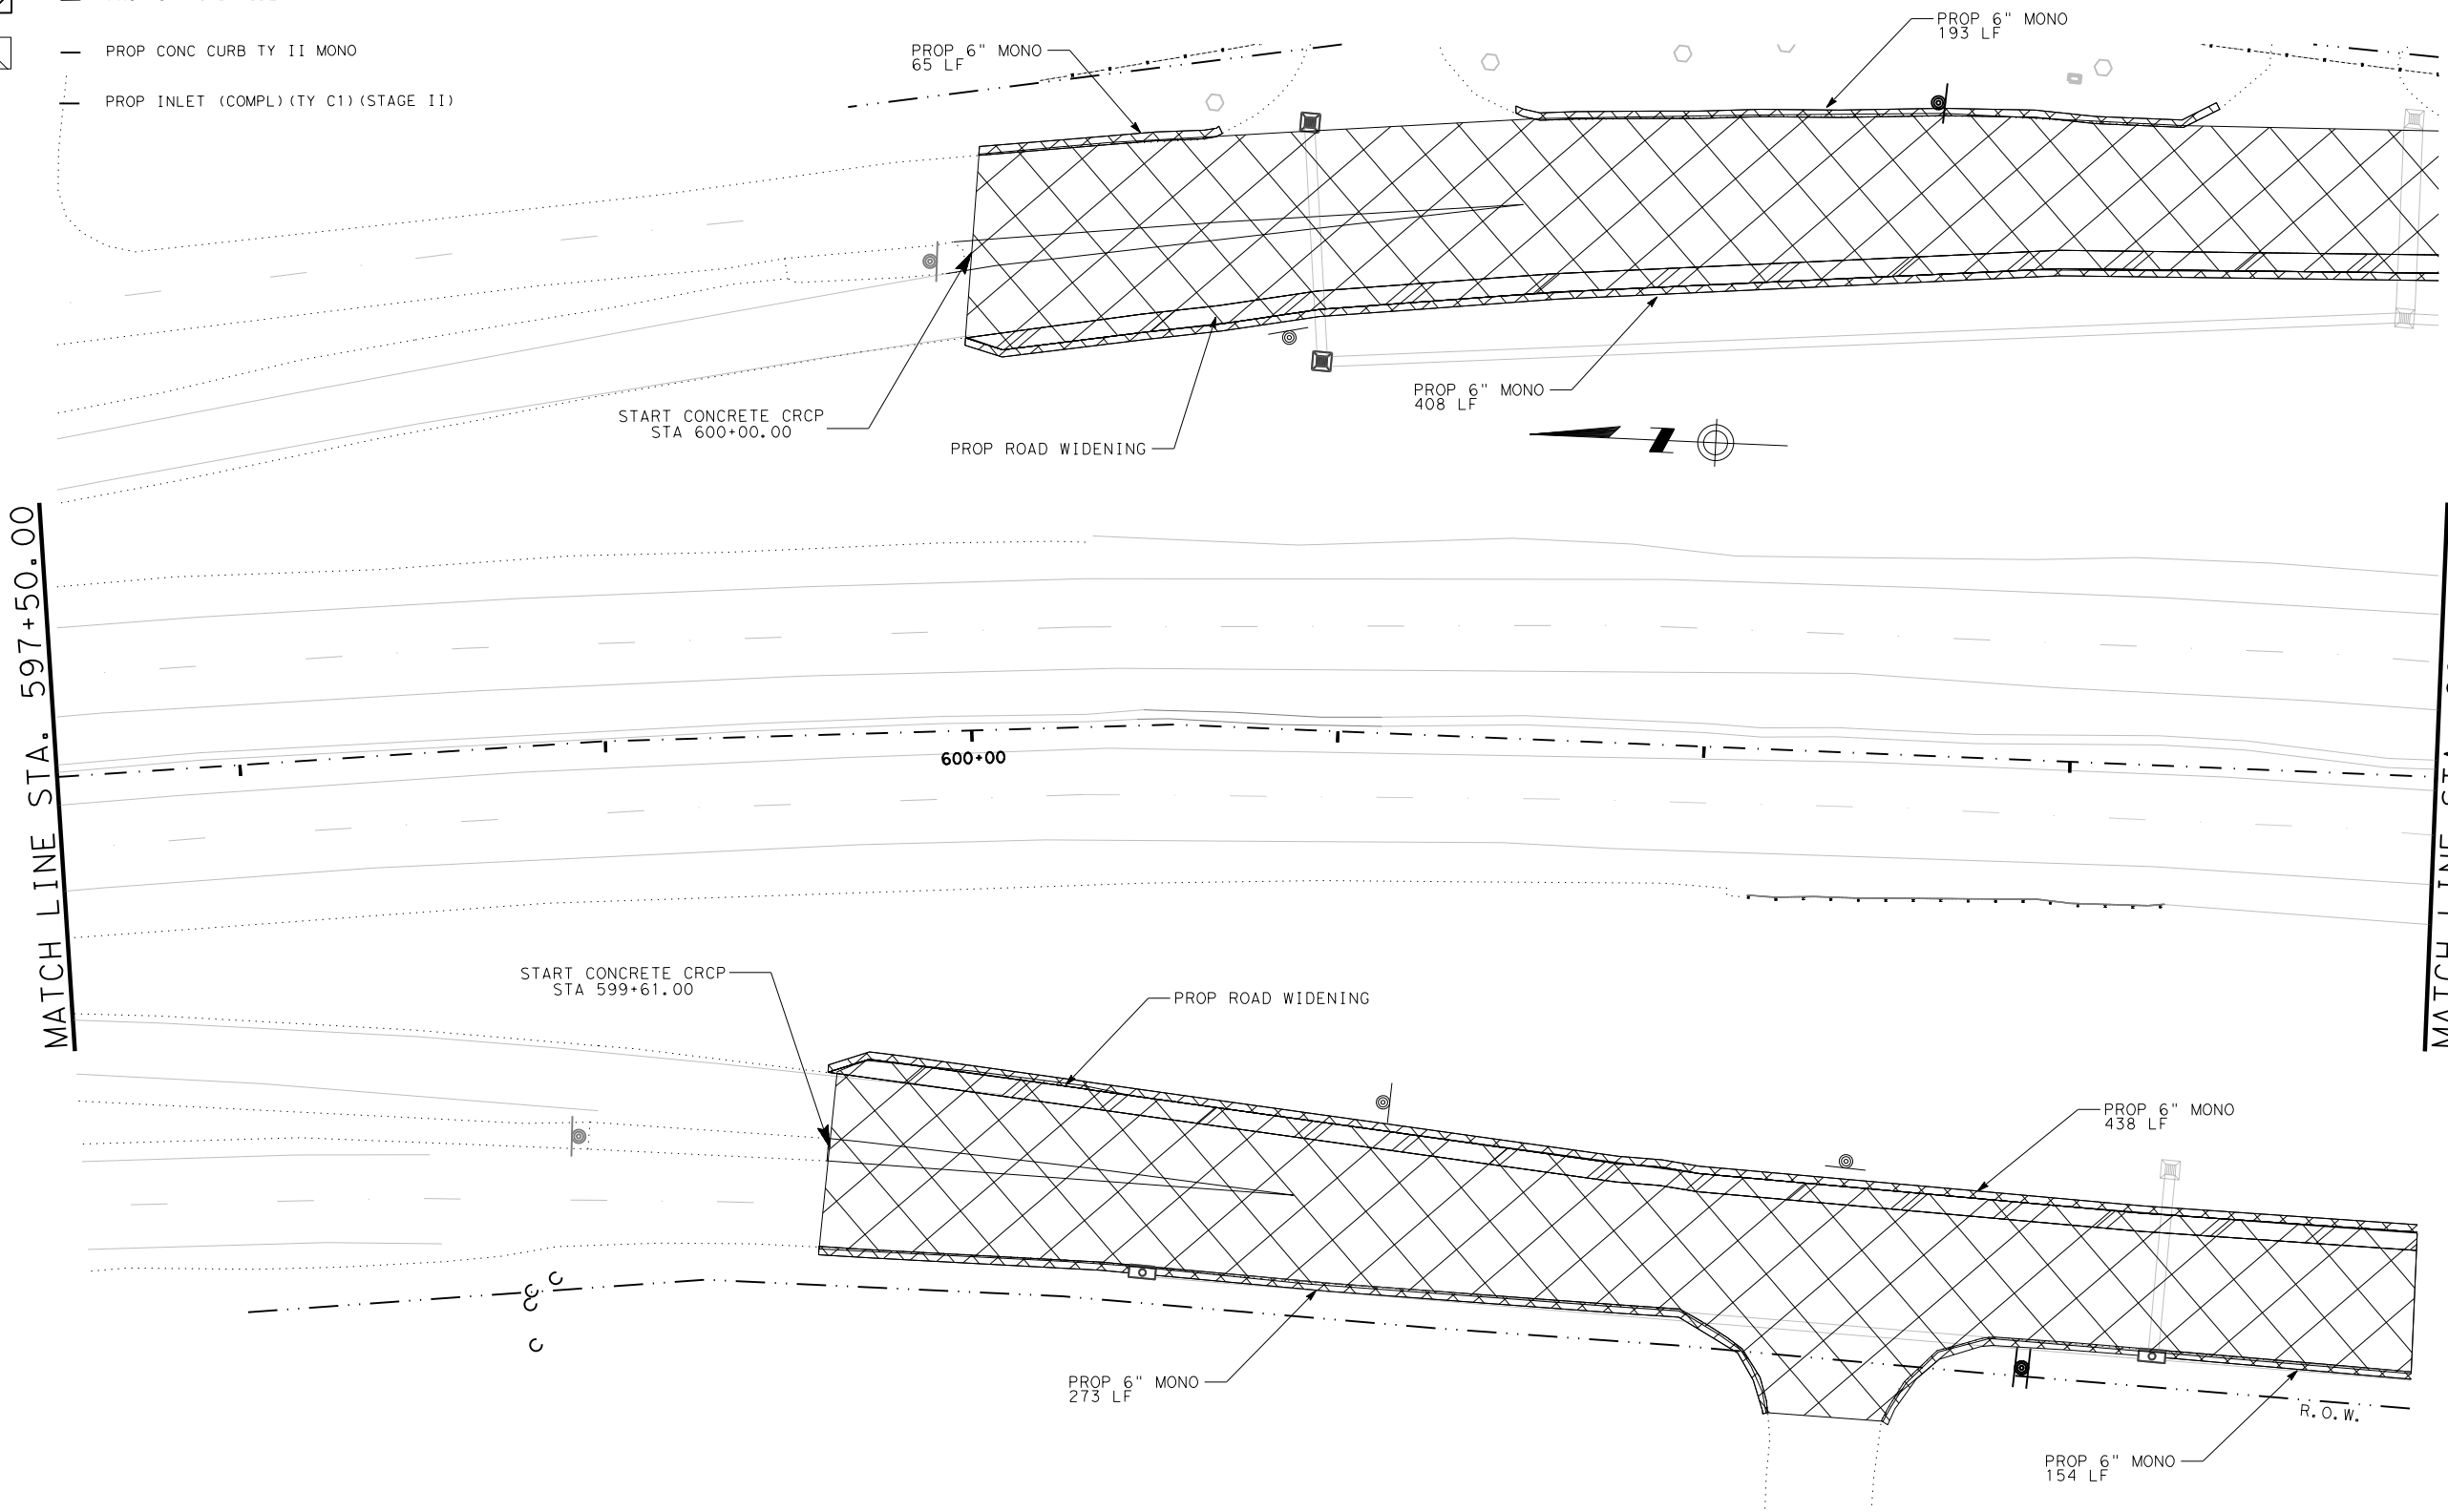 PROP CONC CURB TY II MONO
PROP INLET (COMPL)(TY C1)(STAGE II)
PROP 6" MONO
65 LF
PROP 6" MONO
193 LF
START CONCRETE CRCP
STA 600+00.00
PROP ROAD WIDENING
PROP 6" MONO
408 LF
MATCH LINE STA. 597+50.00
600+00
MATCH LINE STA
START CONCRETE CRCP
STA 599+61.00
PROP ROAD WIDENING
PROP 6" MONO
438 LF
PROP 6" MONO
273 LF
R.O.W.
PROP 6" MONO
154 LF